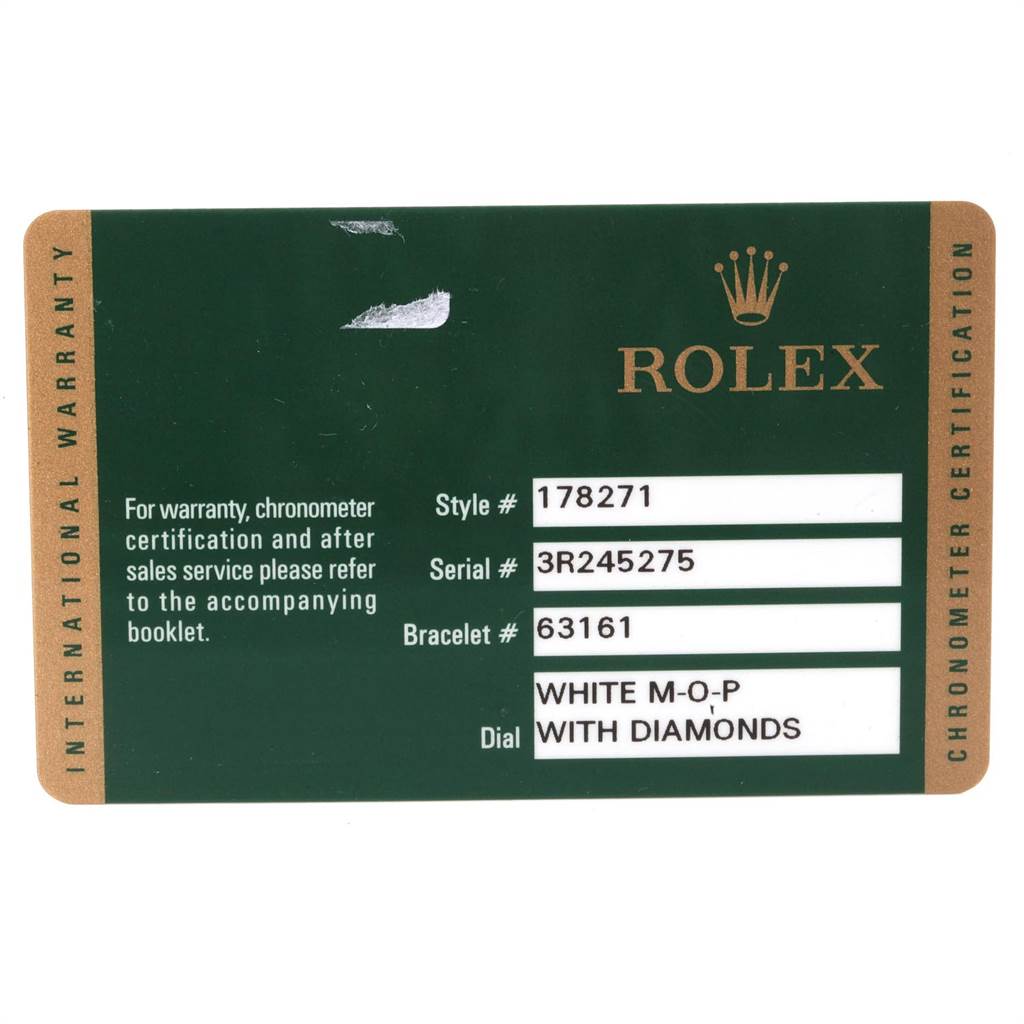 INTERNATIONAL WARRANTY
ROLEX
For warranty, chronometer
certification and after
sales service please refer
to the accompanying
booklet.
Style # 178271
Serial # 3R245275
Bracelet # 63161
Dial WHITE M-O-P
WITH DIAMONDS
CHRONOMETER CERTIFICATION